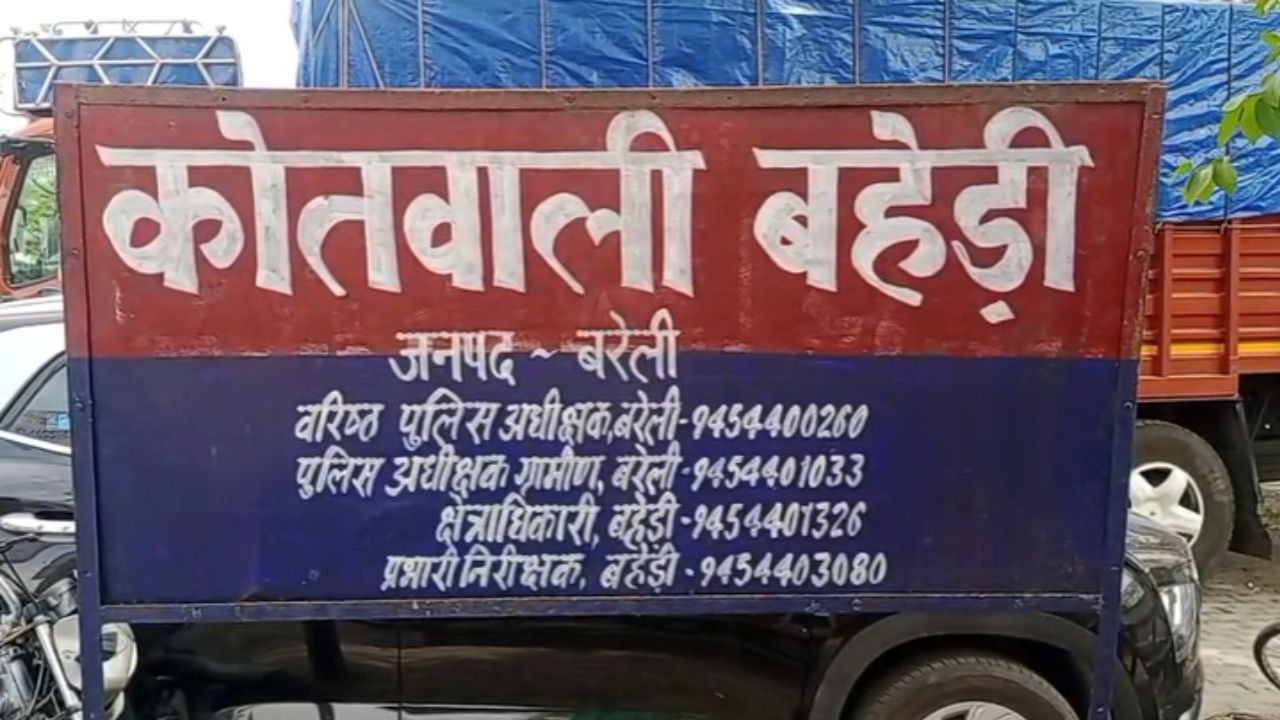 कोतवाली बहेड़ी
जनपद ~ बरेली
वरिष्ठ पुलिस अधीक्षक,बरेली-9454400260
पुलिस अधीक्षक ग्रामीण, बरेली-9454401033
क्षेत्राधिकारी, बहेड़ी-9454401326
प्रभारी निरीक्षक, बहेड़ी-9454403080